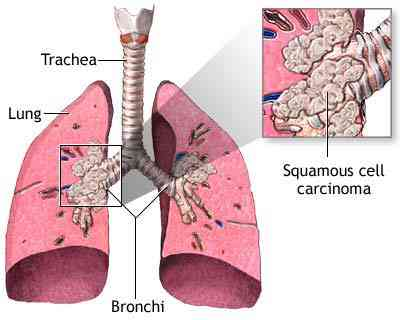 Trachea
Lung
Squamous cell
carcinoma
Bronchi